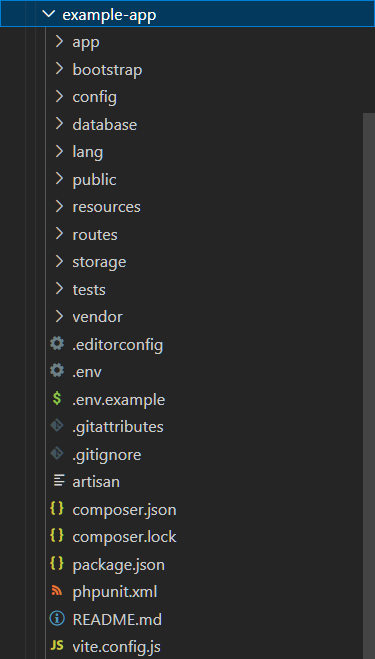 example-app
app
bootstrap
config
database
lang
public
resources
routes
storage
tests
vendor
.editorconfig
.env
.env.example
.gitattributes
.gitignore
artisan
composer.json
composer.lock
package.json
phpunit.xml
README.md
vite.config.js